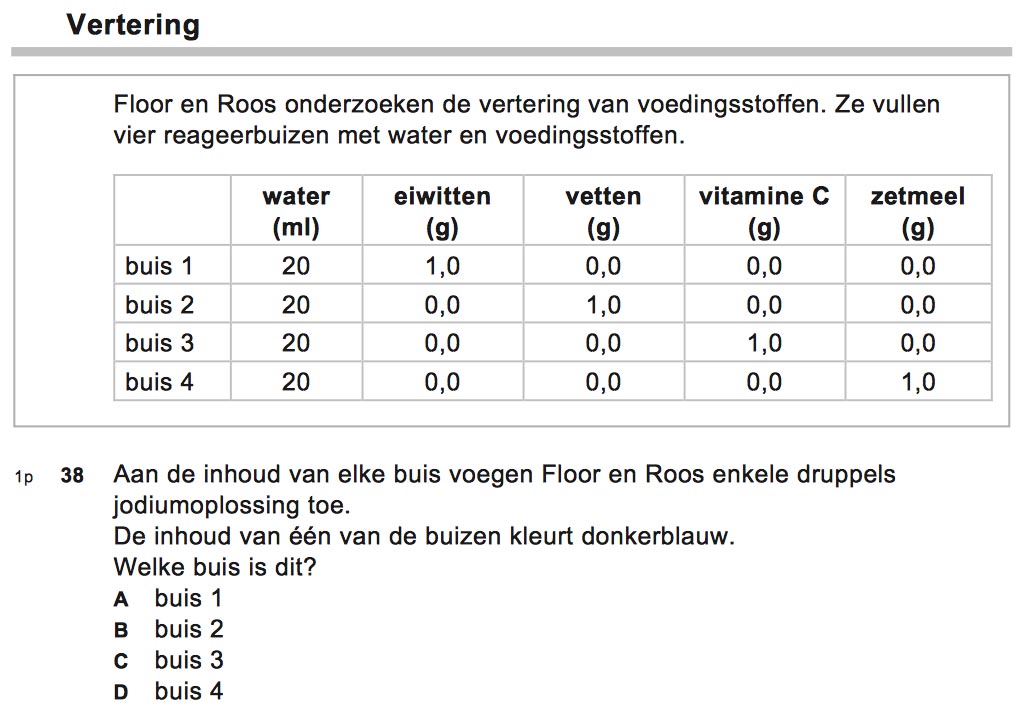 Vertering
Floor en Roos onderzoeken de vertering van voedingsstoffen. Ze vullen
vier reageerbuizen met water en voedingsstoffen.
water (ml) eiwitten (g) vetten (g) vitamine C (g) zetmeel (g)
buis 1 20 1,0 0,0 0,0 0,0
buis 2 20 0,0 1,0 0,0 0,0
buis 3 20 0,0 0,0 1,0 0,0
buis 4 20 0,0 0,0 0,0 1,0
1p 38 Aan de inhoud van elke buis voegen Floor en Roos enkele druppels
jodiumoplossing toe.
De inhoud van één van de buizen kleurt donkerblauw.
Welke buis is dit?
A buis 1
B buis 2
C buis 3
D buis 4